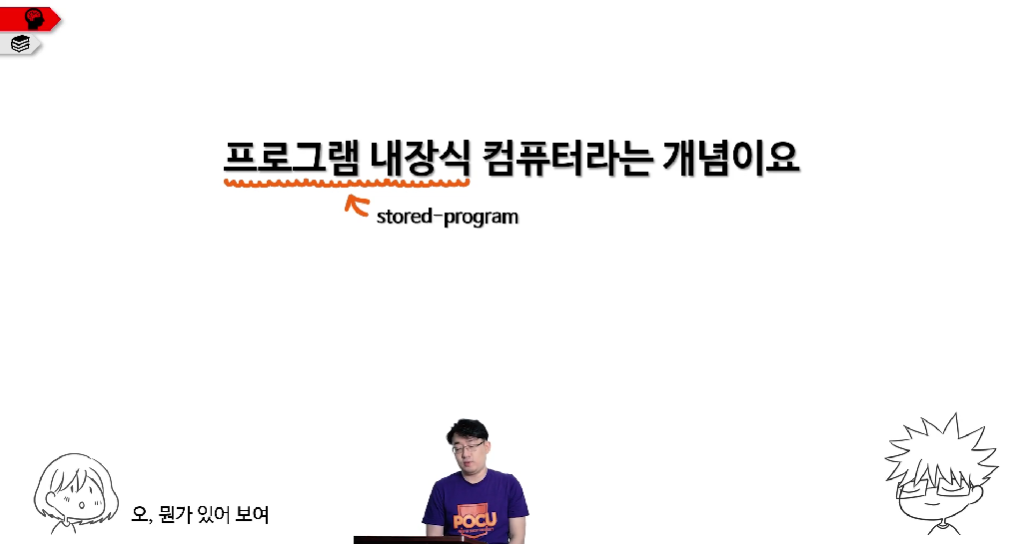 프로그램 내장식 컴퓨터라는 개념이요
stored-program
오, 뭔가 있어 보여
POCU